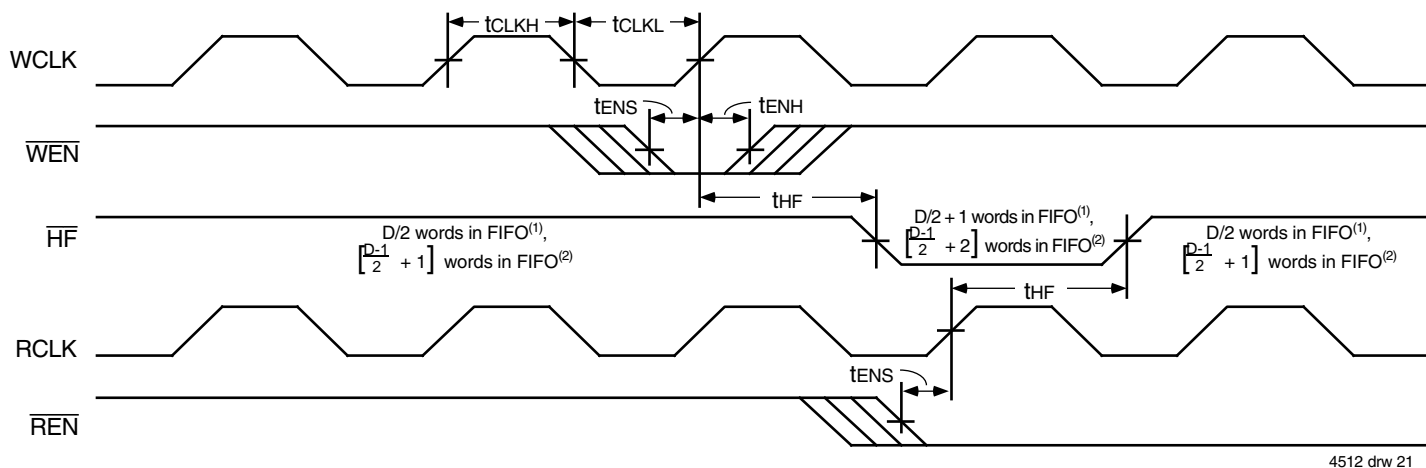 tCLKH
tCLKL
WCLK
tENS
tENH
WEN
tHF
HF
D/2 words in FIFO(1),
[D-1/2 + 1] words in FIFO(2)
D/2 + 1 words in FIFO(1),
[D-1/2 + 2] words in FIFO(2)
D/2 words in FIFO(1),
[D-1/2 + 1] words in FIFO(2)
tHF
RCLK
tENS
REN
4512 drw 21